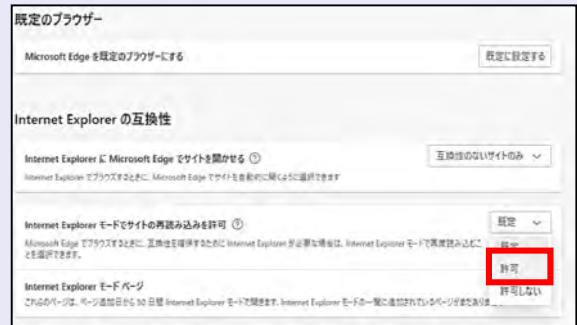 既定のブラウザー
Microsoft Edge を既定のブラウザーにする
既定に設定する
Internet Explorer の互換性
Internet Explorer に Microsoft Edge でサイトを開かせる
互換性のないサイトのみ
Internet Explorer でブラウズするときに、Microsoft Edge でサイトを自動的に開くように選択できます
Internet Explorer モードでサイトの再読み込みを許可
既定
Microsoft Edge でブラウズするときに、互換性を確保するために Internet Explorer が必要な場合は、Internet Explorer モードで再度読み込むこ
とを選択できます。
既定
許可
許可しない
Internet Explorer モード ページ
これらのページは、ページ追加日から 30 日間 Internet Explorer モードで開きます。Internet Explorer モードの一覧に追加されているページがまだありま